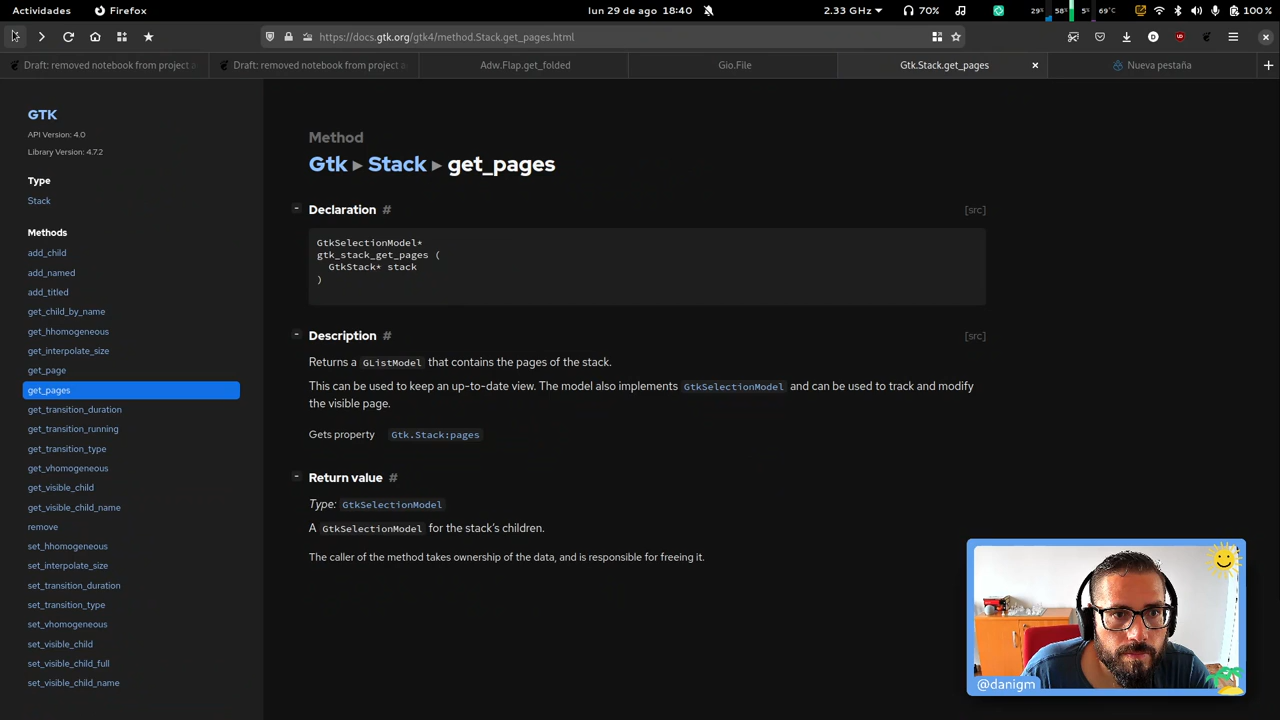 Actividades
Firefox
lun 29 de ago 18:40
2.33 GHz
70%
29%
58%
5%
69°C
100 %
https://docs.gtk.org/gtk4/method.Stack.get_pages.html
Draft: removed notebook from project a
Draft: removed notebook from project a
Adw.Flap.get_folded
Gio.File
Gtk.Stack.get_pages
Nueva pestaña
GTK
API Version: 4.0
Library Version: 4.7.2
Type
Stack
Methods
add_child
add_named
add_titled
get_child_by_name
get_hhomogeneous
get_interpolate_size
get_page
get_pages
get_transition_duration
get_transition_running
get_transition_type
get_vhomogeneous
get_visible_child
get_visible_child_name
remove
set_hhomogeneous
set_interpolate_size
set_transition_duration
set_transition_type
set_vhomogeneous
set_visible_child
set_visible_child_full
set_visible_child_name
Method
Gtk ▸ Stack ▸ get_pages
- Declaration # [src]
GtkSelectionModel*
gtk_stack_get_pages (
GtkStack* stack
)
- Description # [src]
Returns a GListModel that contains the pages of the stack.
This can be used to keep an up-to-date view. The model also implements GtkSelectionModel and can be used to track and modify
the visible page.
Gets property Gtk.Stack:pages
- Return value #
Type: GtkSelectionModel
A GtkSelectionModel for the stack’s children.
The caller of the method takes ownership of the data, and is responsible for freeing it.
@danigm